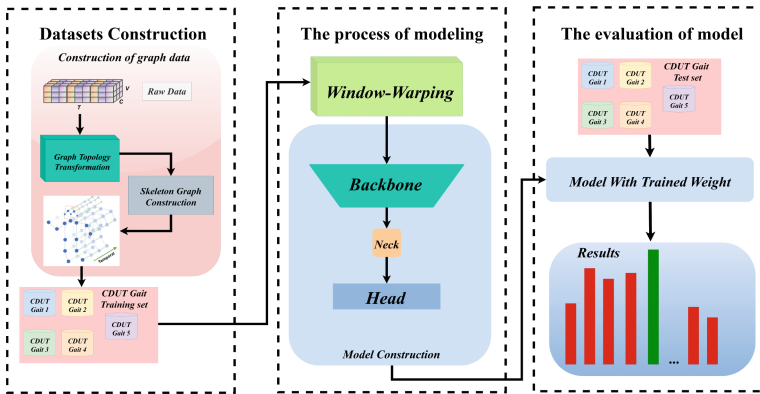 Datasets Construction
Construction of graph data
V
C
T
Raw Data
Graph Topology
Transformation
Skeleton Graph
Construction
Temporal
CDUT
Gait 1
CDUT
Gait 2
CDUT Gait
Training set
CDUT
Gait 5
CDUT
Gait 3
CDUT
Gait 4
The process of modeling
Window-Warping
Backbone
Neck
Head
Model Construction
The evaluation of model
CDUT
Gait 1
CDUT
Gait 2
CDUT Gait
Test set
CDUT
Gait 5
CDUT
Gait 3
CDUT
Gait 4
Model With Trained Weight
Results
...